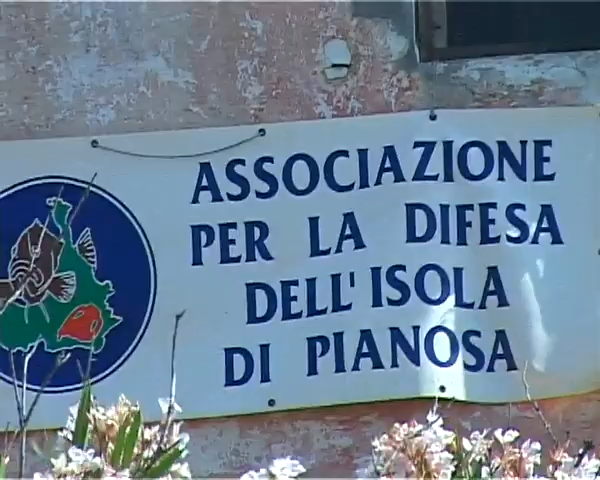 ASSOCIAZIONE
PER LA DIFESA
DELL'ISOLA
DI PIANOSA